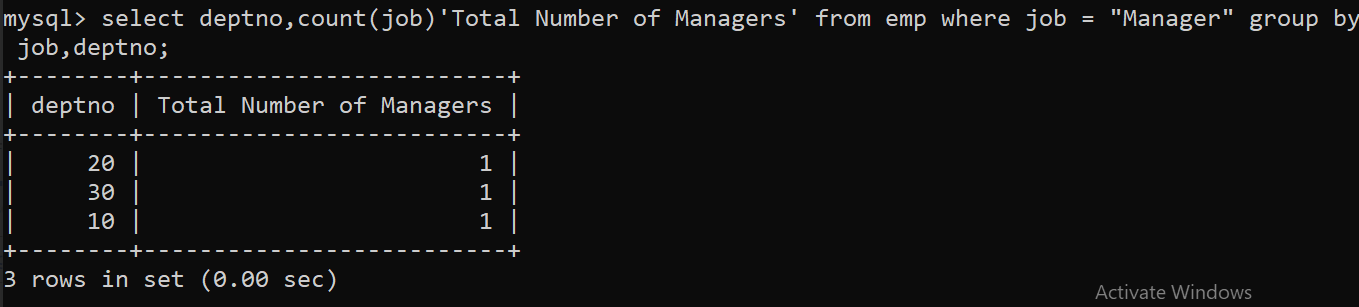 mysql> select deptno,count(job)'Total Number of Managers' from emp where job = "Manager" group by
 job,deptno;
+--------+--------------------------+
| deptno | Total Number of Managers |
+--------+--------------------------+
|     20 |                        1 |
|     30 |                        1 |
|     10 |                        1 |
+--------+--------------------------+
3 rows in set (0.00 sec)
Activate Windows